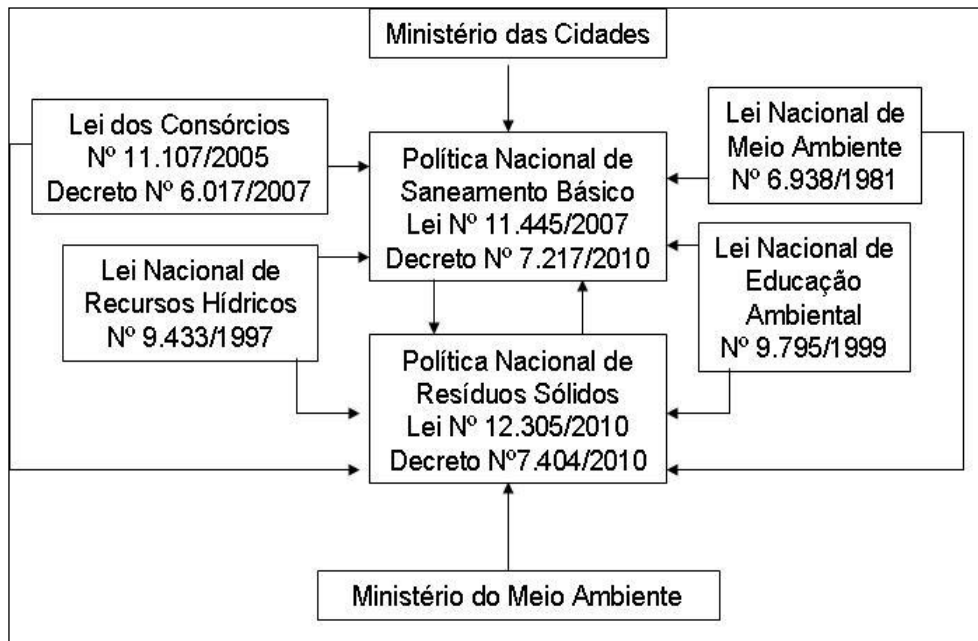 Ministério das Cidades
Lei dos Consórcios
Nº 11.107/2005
Decreto Nº 6.017/2007
Política Nacional de
Saneamento Básico
Lei Nº 11.445/2007
Decreto Nº 7.217/2010
Lei Nacional de
Meio Ambiente
Nº 6.938/1981
Lei Nacional de
Recursos Hídricos
Nº 9.433/1997
Lei Nacional de
Educação
Ambiental
Nº 9.795/1999
Política Nacional de
Resíduos Sólidos
Lei Nº 12.305/2010
Decreto Nº7.404/2010
Ministério do Meio Ambiente